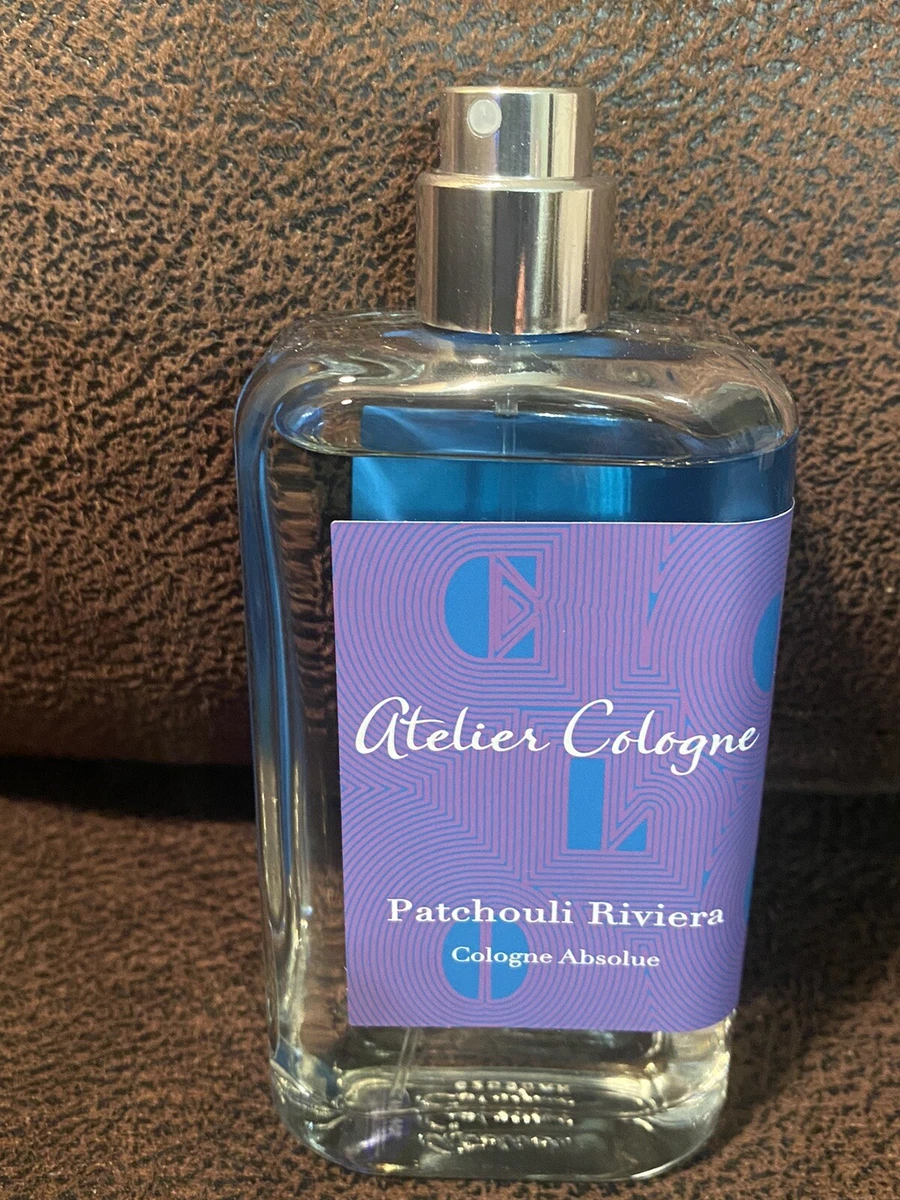 Atelier Cologne
Patchouli Riviera
Cologne Absolue